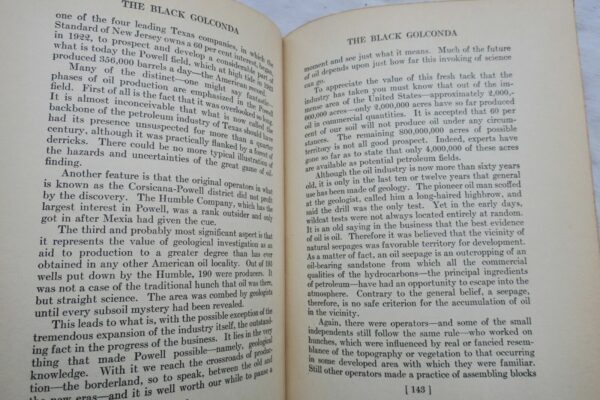 THE BLACK GOLCONDA
one of the four leading Texas companies, in which the
Standard of New Jersey owns a 60 per cent interest, began
in 1922, to prospect and develop a considerable part of
what is today the Powell field, which at high tide in 1923
produced 356,000 barrels a day—the American record.
Many of the distinct—one might say fantastic—
phases of oil production are emphasized in the Powell
field. First of all is the fact that it was overlooked so long.
It is almost inconceivable that what is now called the
backbone of the petroleum industry of Texas should have
had its presence unsuspected for more than a quarter
century, although it was practically flanked by a forest of
derricks. There could be no more typical illustration of
the hazards and uncertainties of the great game of oil-
finding.
Another feature is that the original operators in what
is known as the Corsicana-Powell district did not profit
by the discovery. The Humble Company, which has the
largest interest in Powell, was a rank outsider and only
got in after Mexia had given the cue.
The third and probably most significant aspect is that
it represents the value of geological investigation as an
aid to production to a greater degree than has ever
obtained in any other American oil locality. Out of 201
wells put down by the Humble, 190 were producers. It
was not a case of the traditional hunch that oil was there,
but straight science. The area was combed by geologists
until every subsoil mystery had been revealed.
This leads to what is, with the possible exception of the
tremendous expansion of the industry itself, the outstand-
ing fact in the progress of the business. It lies in the very
thing that made Powell possible—namely, geological
With it we reach the crossroads of produc-
tion—the borderland, so to speak, between the old and
the new eras—and it is well worth our while to pause a
THE BLACK GOLCONDA
moment and see just what it means. Much of the future
of oil depends upon just how far this invoking of science
can go.
To appreciate the value of this fresh tack that the
industry has taken you must know that out of the im-
mense area of the United States—approximately 2,000,-
000,000 acres—only 2,000,000 acres have so far produced
oil in commercial quantities. It is accepted that 60 per
cent of our soil will not produce oil under any circum-
stances. The remaining 800,000,000 acres of possible
territory is not all good prospect. Indeed, experts have
gone so far as to state that only 4,000,000 of these acres
are available as potential petroleum fields.
Although the oil industry is now more than sixty years
old, it is only the last ten or twelve years that general
use has been made of geology. The pioneer oil man scoffed
at the geologist, called him a long-haired highbrow, and
said the drill was the only test. Yet in the early days,
wildcat tests were not always located entirely at random.
It is an old saying in the business that the best evidence
of oil is oil. Therefore it was believed that the vicinity of
natural seepages was favorable territory for development.
As a matter of fact, an oil seepage is an outcropping of an
oil-bearing sandstone from which all the commercial
qualities of the hydrocarbons—the principal ingredients
of petroleum—have had an opportunity to escape into the
atmosphere. Contrary to the general belief, a seepage,
therefore, is no safe criterion for the accumulation of oil
in the vicinity.
Again, there were operators—and some of the small
independents still follow the same rule—who worked on
hunches, which were influenced by real or fancied resem-
blance of the topography or vegetation to that occurring
in some developed area with which they were familiar.
Still other operators made a practice of assembling blocks
[ 143 ]